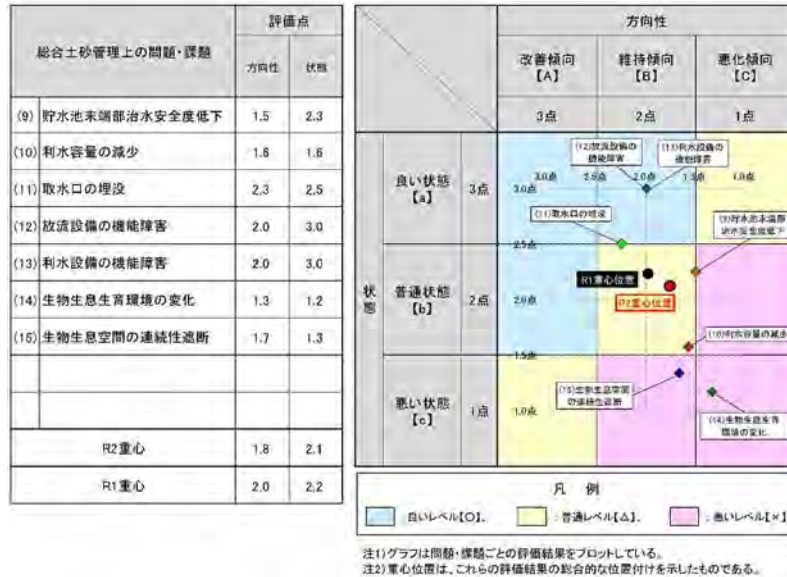 総合土砂管理上の問題・課題 評価点
方向性 状態
(9) 貯水池末端部治水安全度低下 1.5 2.3
(10) 利水容量の減少 1.6 1.6
(11) 取水口の埋没 2.3 2.5
(12) 放流設備の機能障害 2.0 3.0
(13) 利水設備の機能障害 2.0 3.0
(14) 生物生息生育環境の変化 1.3 1.2
(15) 生物生息空間の連続性遮断 1.7 1.3
R2重心 1.8 2.1
R1重心 2.0 2.2
方向性
改善傾向 維持傾向 悪化傾向
【A】 【B】 【C】
3点 2点 1点
状態
良い状態
【a】
3点
普通状態
【b】
2点
悪い状態
【c】
1点
(12)放流設備の
機能障害
利水設備の
機能障害
3.0点 2.5点 2.0点 1.5点 1.0点
3.0点
(11)取水口の埋没
(9)貯水池末端部
治水安全度低下
2.5点
R1重心位置
2.0点
R2重心位置
(10)利水容量の減少
1.5点
(15)生物生息空間
の連続性遮断
1.0点
(14)生物生息生育
環境の変化
凡 例
:良いレベル【○】、 :普通レベル【△】、 :悪いレベル【×】
注1)グラフは問題・課題ごとの評価結果をプロットしている。
注2)重心位置は、これらの評価結果の総合的な位置付けを示したものである。